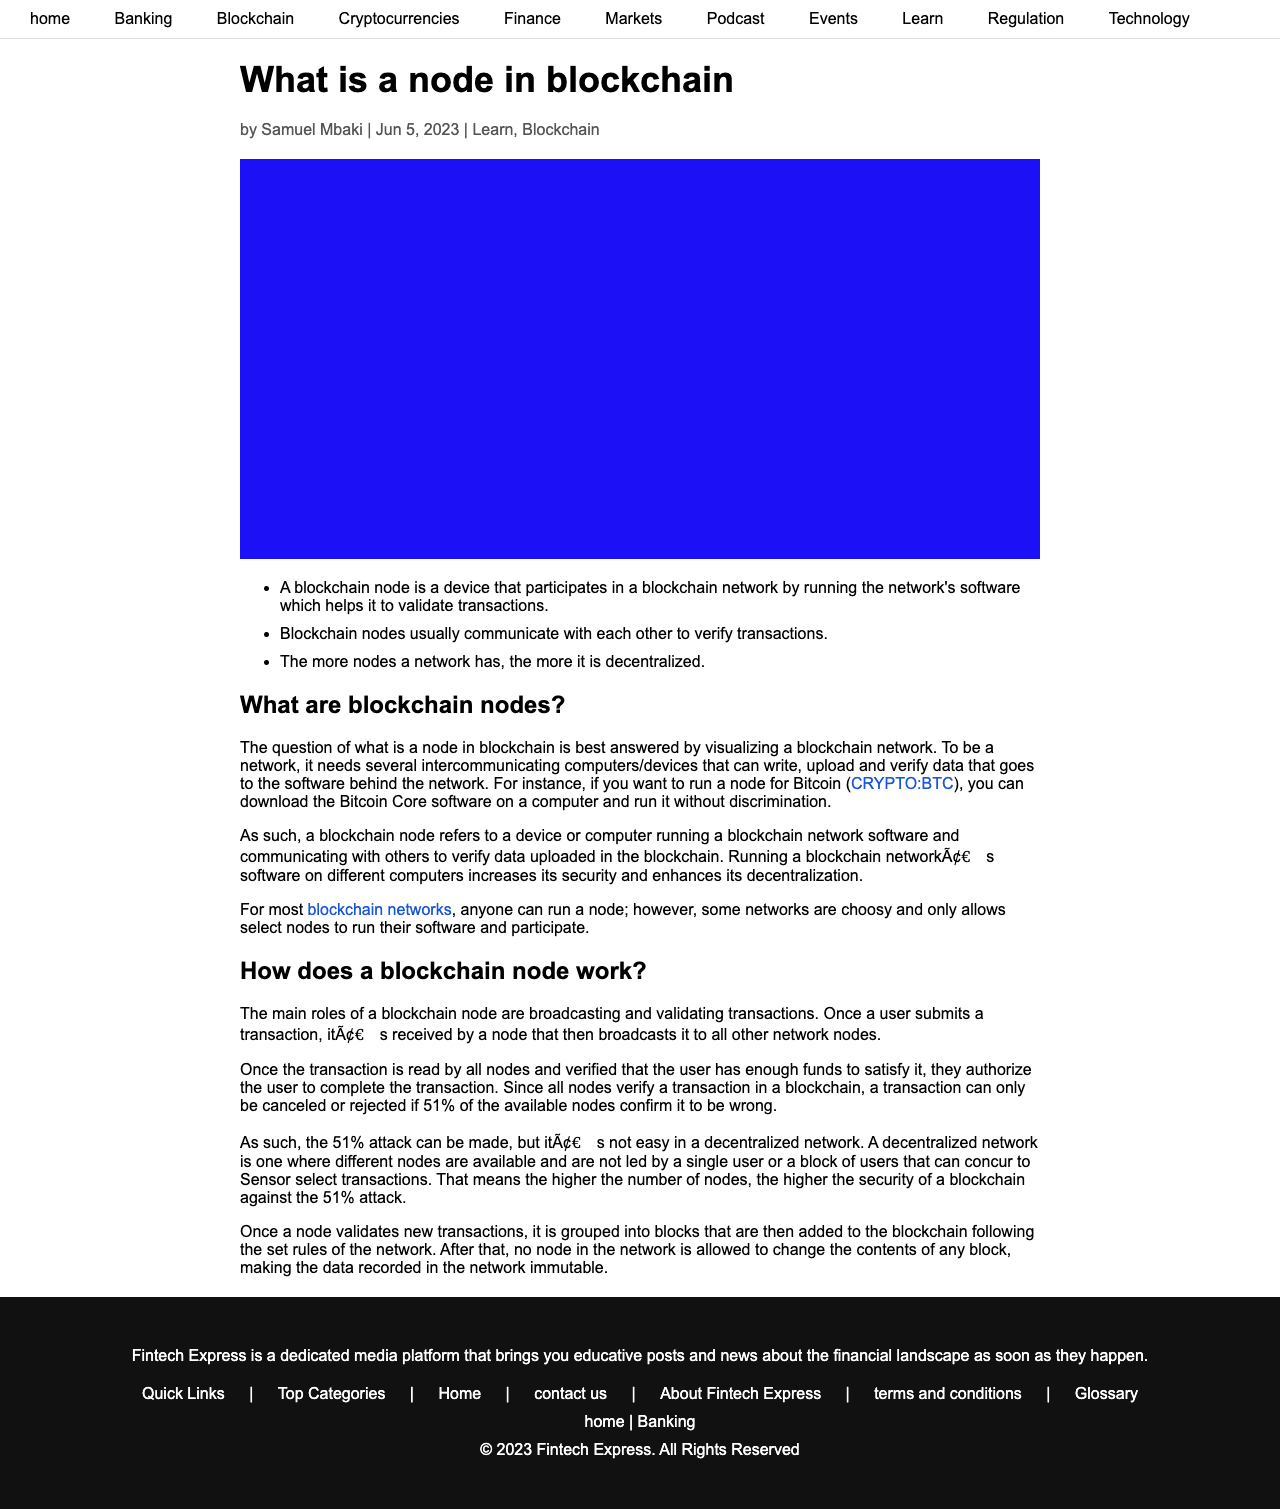 home Banking Blockchain Cryptocurrencies Finance Markets Podcast Events Learn Regulation Technology
What is a node in blockchain
by Samuel Mbaki | Jun 5, 2023 | Learn, Blockchain
• A blockchain node is a device that participates in a blockchain network by running the network's software
which helps it to validate transactions.
• Blockchain nodes usually communicate with each other to verify transactions.
• The more nodes a network has, the more it is decentralized.
What are blockchain nodes?
The question of what is a node in blockchain is best answered by visualizing a blockchain network. To be a
network, it needs several intercommunicating computers/devices that can write, upload and verify data that goes
to the software behind the network. For instance, if you want to run a node for Bitcoin (CRYPTO:BTC), you can
download the Bitcoin Core software on a computer and run it without discrimination.
As such, a blockchain node refers to a device or computer running a blockchain network software and
communicating with others to verify data uploaded in the blockchain. Running a blockchain networkÃ¢€ s
software on different computers increases its security and enhances its decentralization.
For most blockchain networks, anyone can run a node; however, some networks are choosy and only allows
select nodes to run their software and participate.
How does a blockchain node work?
The main roles of a blockchain node are broadcasting and validating transactions. Once a user submits a
transaction, itÃ¢€ s received by a node that then broadcasts it to all other network nodes.
Once the transaction is read by all nodes and verified that the user has enough funds to satisfy it, they authorize
the user to complete the transaction. Since all nodes verify a transaction in a blockchain, a transaction can only
be canceled or rejected if 51% of the available nodes confirm it to be wrong.
As such, the 51% attack can be made, but itÃ¢€ s not easy in a decentralized network. A decentralized network
is one where different nodes are available and are not led by a single user or a block of users that can concur to
Sensor select transactions. That means the higher the number of nodes, the higher the security of a blockchain
against the 51% attack.
Once a node validates new transactions, it is grouped into blocks that are then added to the blockchain following
the set rules of the network. After that, no node in the network is allowed to change the contents of any block,
making the data recorded in the network immutable.
Fintech Express is a dedicated media platform that brings you educative posts and news about the financial landscape as soon as they happen.
Quick Links | Top Categories | Home | contact us | About Fintech Express | terms and conditions | Glossary
home | Banking
© 2023 Fintech Express. All Rights Reserved